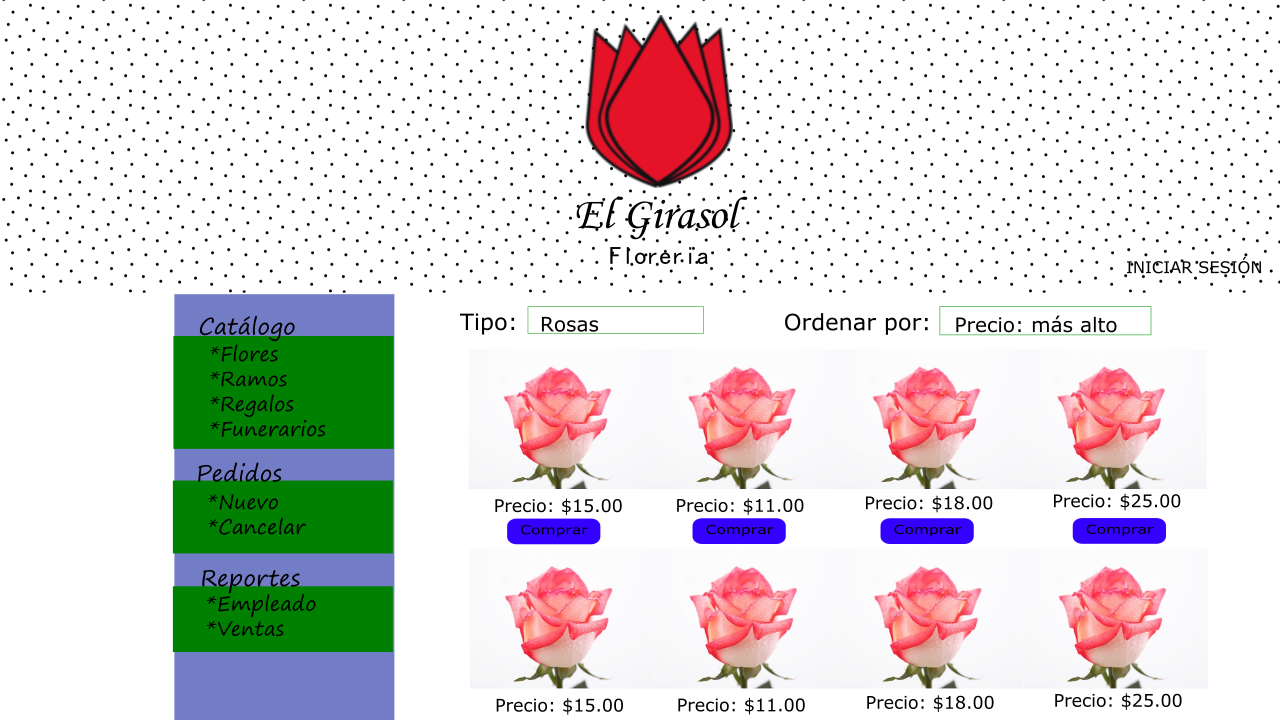 El Girasol
Florería
INICIAR SESIÓN
Catálogo
*Flores
*Ramos
*Regalos
*Funerarios
Pedidos
*Nuevo
*Cancelar
Reportes
*Empleado
*Ventas
Tipo: Rosas Ordenar por: Precio: más alto
Precio: $15.00 Precio: $11.00 Precio: $18.00 Precio: $25.00
Comprar Comprar Comprar Comprar
Precio: $15.00 Precio: $11.00 Precio: $18.00 Precio: $25.00